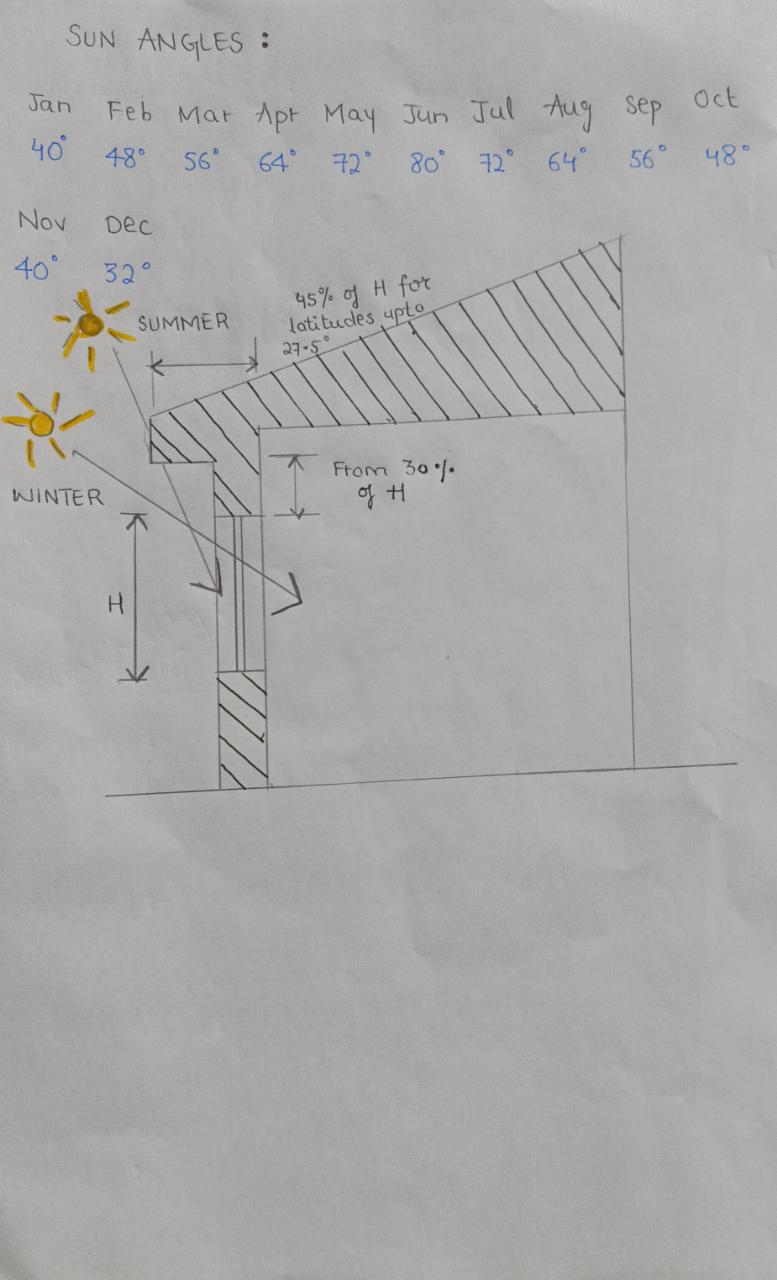 SUN ANGLES :
Jan Feb Mar Apr May Jun Jul Aug Sep Oct
40° 48° 56° 64° 72° 80° 72° 64° 56° 48°
Nov Dec
40° 32°
45% of H for
latitudes upto
27.5°
SUMMER
WINTER
From 30%
of H
H